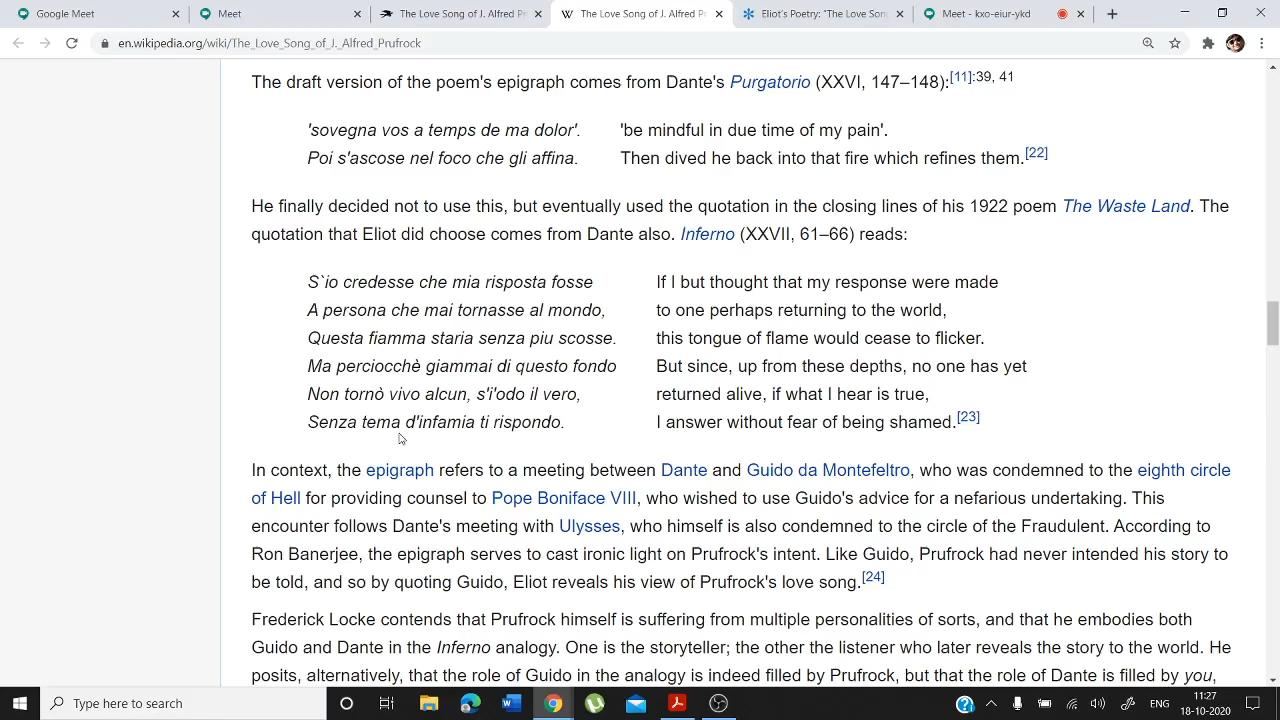 Google Meet
Meet
The Love Song of J. Alfred Pr
The Love Song of J. Alfred P
Eliot's Poetry: "The Love Son
Meet - kxo-eiur-ykd
en.wikipedia.org/wiki/The_Love_Song_of_J._Alfred_Prufrock
The draft version of the poem's epigraph comes from Dante's Purgatorio (XXVI, 147–148):[11]:39, 41
'sovegna vos a temps de ma dolor'. 'be mindful in due time of my pain'.
Poi s'ascose nel foco che gli affina. Then dived he back into that fire which refines them.[22]
He finally decided not to use this, but eventually used the quotation in the closing lines of his 1922 poem The Waste Land. The
quotation that Eliot did choose comes from Dante also. Inferno (XXVII, 61–66) reads:
S`io credesse che mia risposta fosse If I but thought that my response were made
A persona che mai tornasse al mondo, to one perhaps returning to the world,
Questa fiamma staria senza piu scosse. this tongue of flame would cease to flicker.
Ma perciocchè giammai di questo fondo But since, up from these depths, no one has yet
Non tornò vivo alcun, s'i'odo il vero, returned alive, if what I hear is true,
Senza tema d'infamia ti rispondo. I answer without fear of being shamed.[23]
In context, the epigraph refers to a meeting between Dante and Guido da Montefeltro, who was condemned to the eighth circle
of Hell for providing counsel to Pope Boniface VIII, who wished to use Guido's advice for a nefarious undertaking. This
encounter follows Dante's meeting with Ulysses, who himself is also condemned to the circle of the Fraudulent. According to
Ron Banerjee, the epigraph serves to cast ironic light on Prufrock's intent. Like Guido, Prufrock had never intended his story to
be told, and so by quoting Guido, Eliot reveals his view of Prufrock's love song.[24]
Frederick Locke contends that Prufrock himself is suffering from multiple personalities of sorts, and that he embodies both
Guido and Dante in the Inferno analogy. One is the storyteller; the other the listener who later reveals the story to the world. He
posits, alternatively, that the role of Guido in the analogy is indeed filled by Prufrock, but that the role of Dante is filled by you,
Type here to search
ENG
11:27
18-10-2020